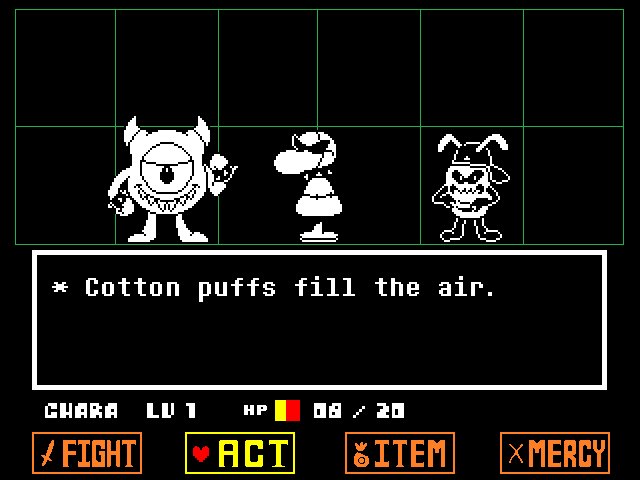 * Cotton puffs fill the air.
CHARA LV 1 HP 08 / 20
FIGHT ACT ITEM MERCY